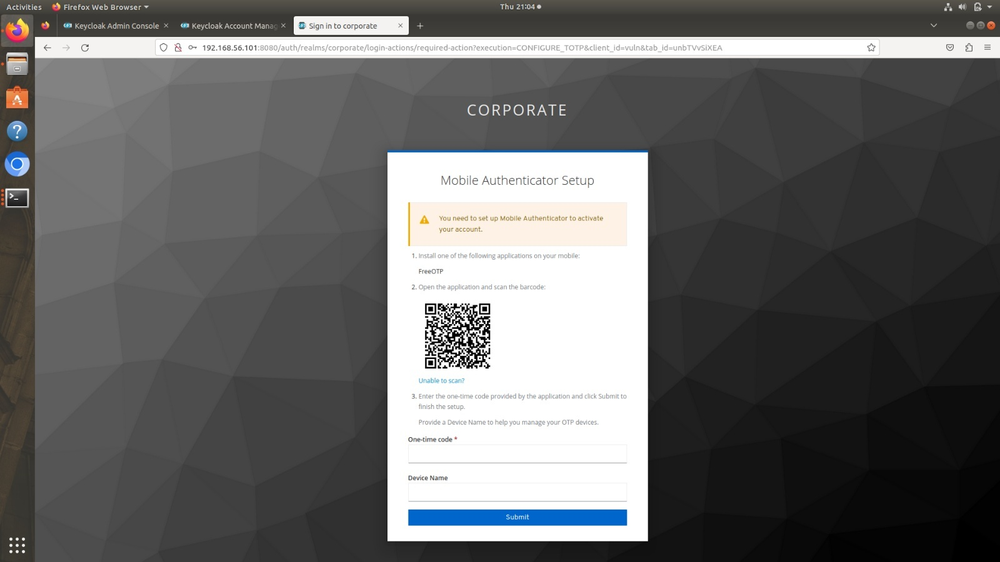 Activities
Firefox Web Browser
Thu 21:04
Keycloak Admin Console
Keycloak Account Manag
Sign in to corporate
192.168.56.101:8080/auth/realms/corporate/login-actions/required-action?execution=CONFIGURE_TOTP&client_id=vuln&tab_id=unbTVvSiXEA
CORPORATE
Mobile Authenticator Setup
You need to set up Mobile Authenticator to activate
your account.
1. Install one of the following applications on your mobile:
FreeOTP
2. Open the application and scan the barcode:
Unable to scan?
3. Enter the one-time code provided by the application and click Submit to
finish the setup.
Provide a Device Name to help you manage your OTP devices.
One-time code *
Device Name
Submit